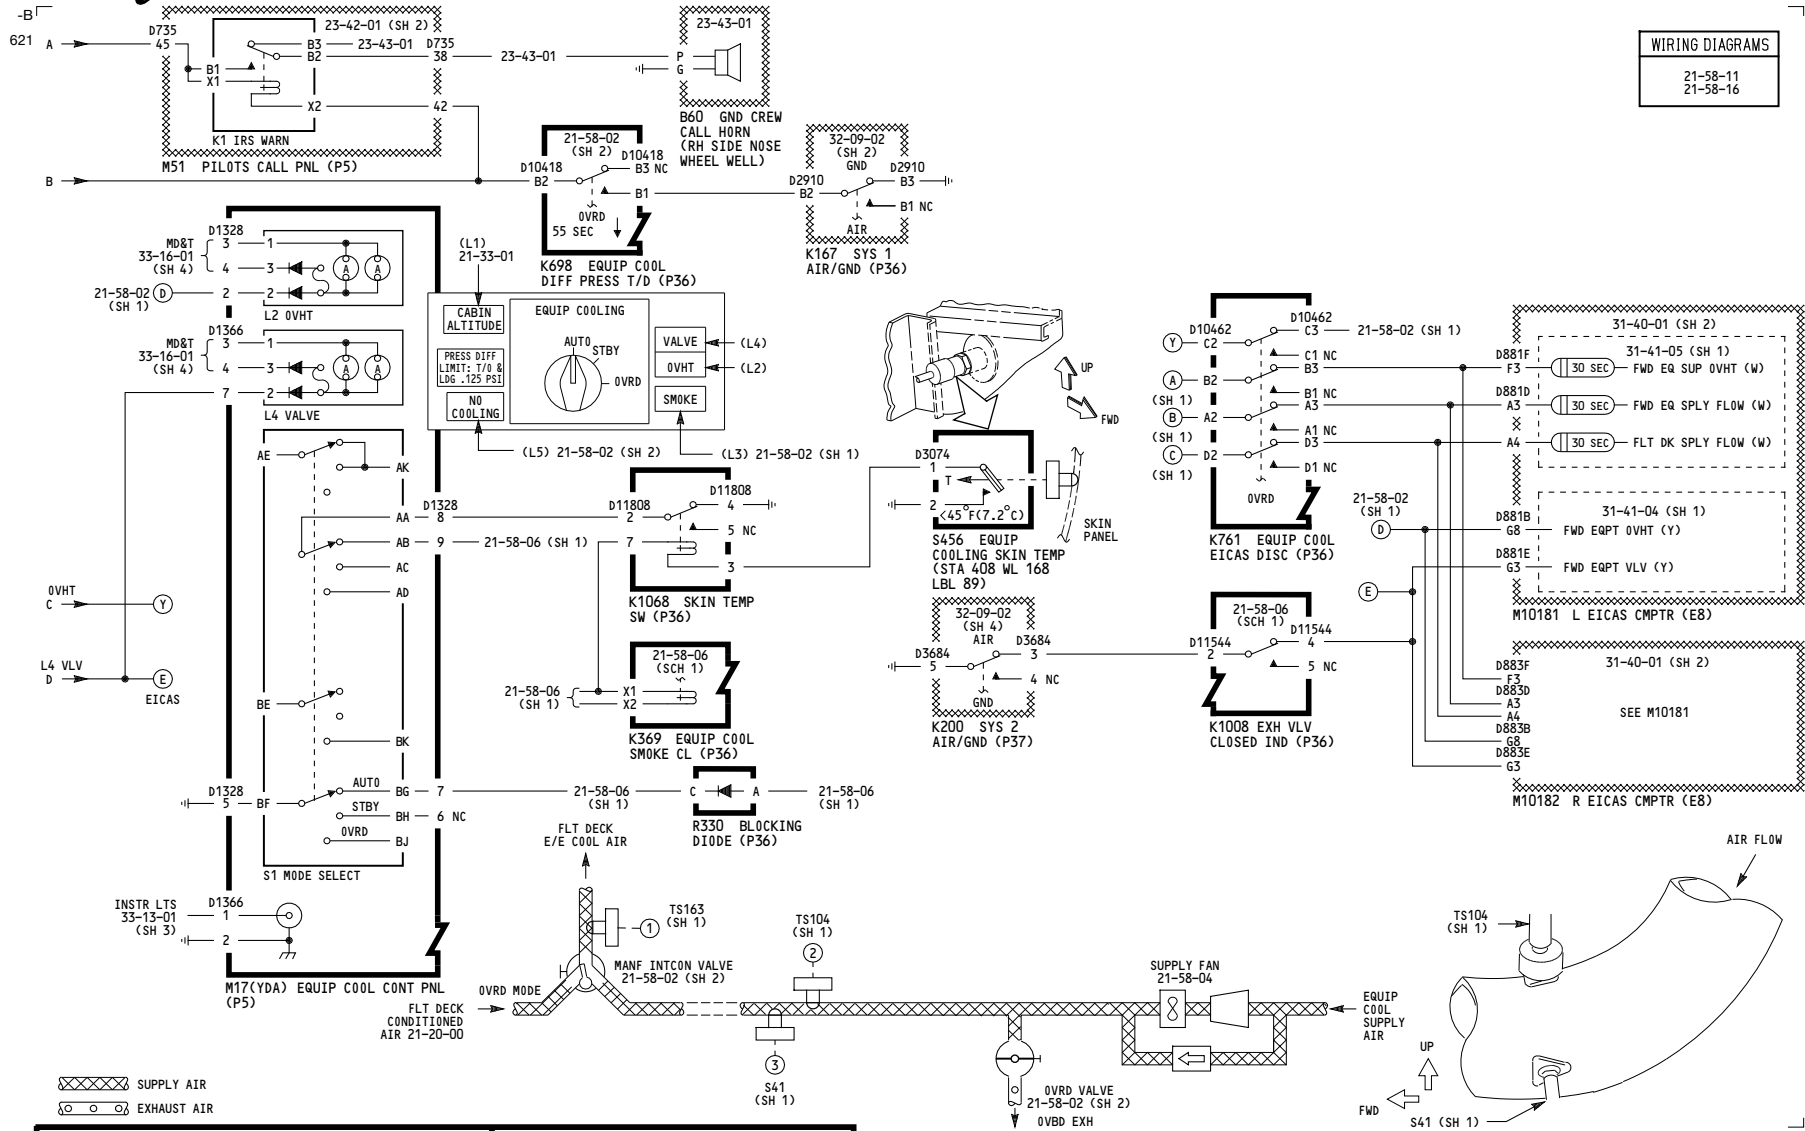 -B
621 A
D735
45
23-42-01 (SH 2)
B3
23-43-01
D735
B2
38
23-43-01
B1
X1
X2
42
K1 IRS WARN
M51 PILOTS CALL PNL (P5)
23-43-01
P
G
B60 GND CREW
CALL HORN
(RH SIDE NOSE
WHEEL WELL)
WIRING DIAGRAMS
21-58-11
21-58-16
B
21-58-02
(SH 2)
D10418
D10418
B2
B3 NC
B1
OVRD
55 SEC
K698 EQUIP COOL
DIFF PRESS T/D (P36)
32-09-02
(SH 2)
GND
D2910
D2910
B2
B3
B1 NC
AIR
K167 SYS 1
AIR/GND (P36)
D1328
MD&T
33-16-01
(SH 4)
3
1
4
3
21-58-02
(SH 1)
D
2
2
A
A
L2 OVHT
D1366
MD&T
33-16-01
(SH 4)
3
1
4
3
7
2
A
A
L4 VALVE
(L1)
21-33-01
CABIN
ALTITUDE
PRESS DIFF
LIMIT: T/O &
LDG .125 PSI
NO
COOLING
EQUIP COOLING
AUTO
STBY
OVRD
VALVE
OVHT
SMOKE
(L4)
(L2)
(L5) 21-58-02 (SH 2)
(L3) 21-58-02 (SH 1)
AE
AK
AA
D1328
8
AB
9
21-58-06 (SH 1)
AC
AD
BE
BK
D1328
5
BF
AUTO
BG
7
STBY
BH
6 NC
OVRD
BJ
S1 MODE SELECT
INSTR LTS
33-13-01
(SH 3)
D1366
1
2
M17(YDA) EQUIP COOL CONT PNL
(P5)
OVHT
C
Y
L4 VLV
D
E
EICAS
D11808
D11808
2
4
5 NC
7
3
K1068 SKIN TEMP
SW (P36)
21-58-06
(SCH 1)
21-58-06
(SH 1)
X1
X2
K369 EQUIP COOL
SMOKE CL (P36)
21-58-06
(SH 1)
C
A
21-58-06
(SH 1)
R330 BLOCKING
DIODE (P36)
UP
FWD
D3074
1
T
2
<45°F(7.2°C)
SKIN
PANEL
S456 EQUIP
COOLING SKIN TEMP
(STA 408 WL 168
LBL 89)
32-09-02
(SH 4)
AIR
D3684
D3684
5
3
4 NC
GND
K200 SYS 2
AIR/GND (P37)
D10462
D10462
Y
C2
C3
21-58-02 (SH 1)
C1 NC
A
(SH 1)
B2
B3
B1 NC
B
(SH 1)
A2
A3
A1 NC
C
(SH 1)
D2
D3
D1 NC
OVRD
K761 EQUIP COOL
EICAS DISC (P36)
21-58-06
(SCH 1)
D11544
D11544
2
4
5 NC
K1008 EXH VLV
CLOSED IND (P36)
21-58-02
(SH 1)
D
E
31-40-01 (SH 2)
31-41-05 (SH 1)
D881F
F3
30 SEC
FWD EQ SUP OVHT (W)
D881D
A3
30 SEC
FWD EQ SPLY FLOW (W)
A4
30 SEC
FLT DK SPLY FLOW (W)
31-41-04 (SH 1)
D881B
G8
FWD EQPT OVHT (Y)
D881E
G3
FWD EQPT VLV (Y)
M10181 L EICAS CMPTR (E8)
31-40-01 (SH 2)
D883F
F3
D883D
A3
A4
D883B
G8
D883E
G3
SEE M10181
M10182 R EICAS CMPTR (E8)
FLT DECK
E/E COOL AIR
TS163
(SH 1)
1
MANF INTCON VALVE
21-58-02 (SH 2)
OVRD MODE
FLT DECK
CONDITIONED
AIR 21-20-00
TS104
(SH 1)
2
3
S41
(SH 1)
SUPPLY FAN
21-58-04
EQUIP
COOL
SUPPLY
AIR
OVRD VALVE
21-58-02 (SH 2)
OVBD EXH
AIR FLOW
TS104
(SH 1)
UP
FWD
S41 (SH 1)
SUPPLY AIR
EXHAUST AIR